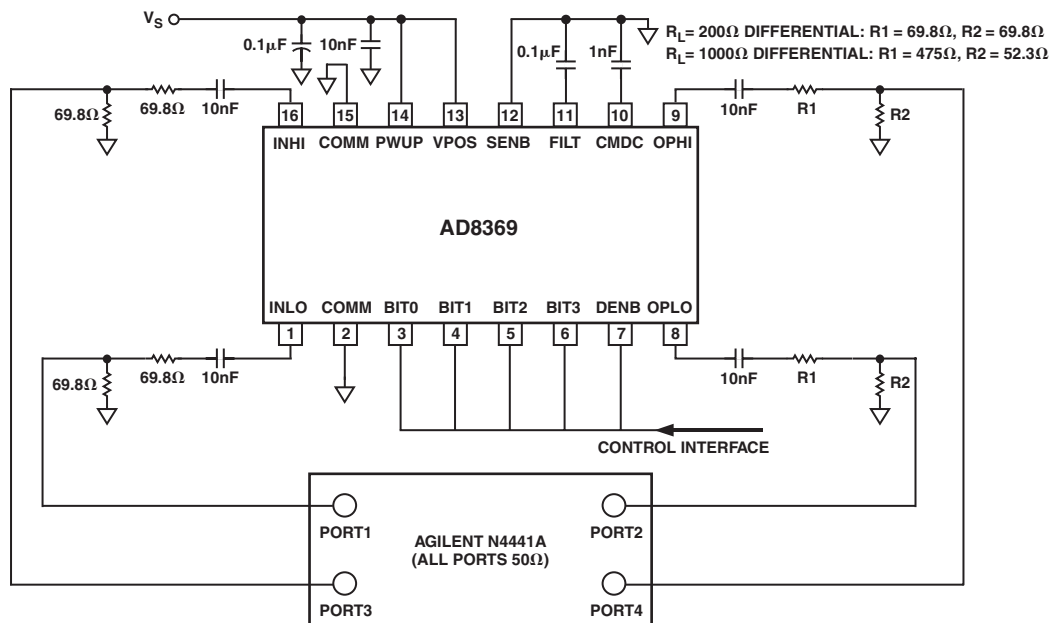 VS
0.1μF
10nF
0.1μF
1nF
RL= 200Ω DIFFERENTIAL: R1 = 69.8Ω, R2 = 69.8Ω
RL= 1000Ω DIFFERENTIAL: R1 = 475Ω, R2 = 52.3Ω
69.8Ω
69.8Ω
10nF
10nF
R1
R2
16
15
14
13
12
11
10
9
INHI
COMM
PWUP
VPOS
SENB
FILT
CMDC
OPHI
AD8369
INLO
COMM
BIT0
BIT1
BIT2
BIT3
DENB
OPLO
1
2
3
4
5
6
7
8
69.8Ω
69.8Ω
10nF
10nF
R1
R2
CONTROL INTERFACE
PORT1
PORT2
AGILENT N4441A
(ALL PORTS 50Ω)
PORT3
PORT4